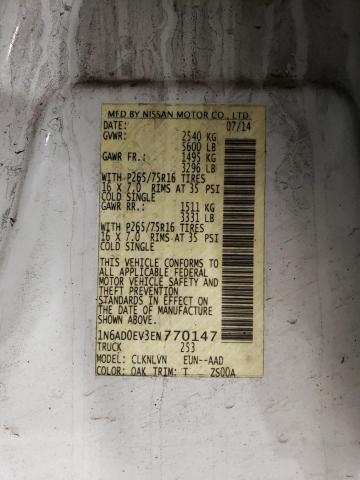 MFD BY NISSAN MOTOR CO., LTD.
DATE: 07/14
GVWR: 2540 KG
5600 LB
GAWR FR.: 1495 KG
3296 LB
WITH P265/75R16 TIRES
16 X 7.0 RIMS AT 35 PSI
COLD SINGLE
GAWR RR.: 1511 KG
3331 LB
WITH P265/75R16 TIRES
16 X 7.0 RIMS AT 35 PSI
COLD SINGLE
THIS VEHICLE CONFORMS TO
ALL APPLICABLE FEDERAL
MOTOR VEHICLE SAFETY
STANDARDS IN EFFECT ON
THE DATE OF MANUFACTURE
SHOWN ABOVE.
1N6AD0EV3EN770147
TRUCK 253
MODEL: CLKNLVN EUN--AAD
COLOR: OAK TRIM: T ZS00A